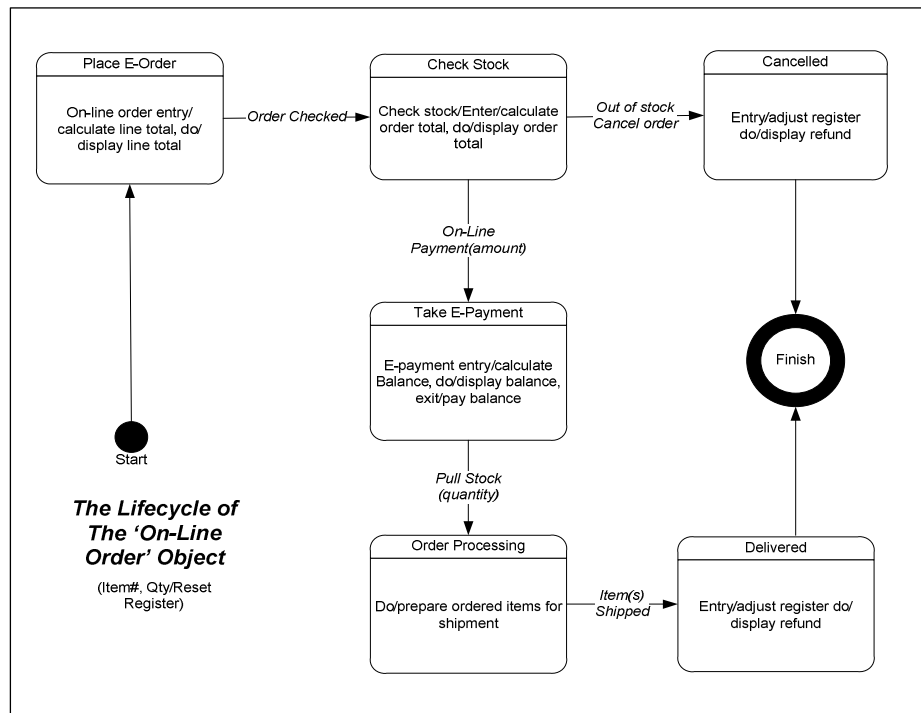 Place E-Order
On-line order entry/
calculate line total, do/
display line total
Order Checked
Check Stock
Check stock/Enter/calculate
order total, do/display order
total
Out of stock
Cancel order
Cancelled
Entry/adjust register
do/display refund
On-Line
Payment(amount)
Take E-Payment
E-payment entry/calculate
Balance, do/display balance,
exit/pay balance
Finish
Start
The Lifecycle of
The ‘On-Line
Order’ Object
(Item#, Qty/Reset
Register)
Pull Stock
(quantity)
Order Processing
Do/prepare ordered items for
shipment
Item(s)
Shipped
Delivered
Entry/adjust register do/
display refund